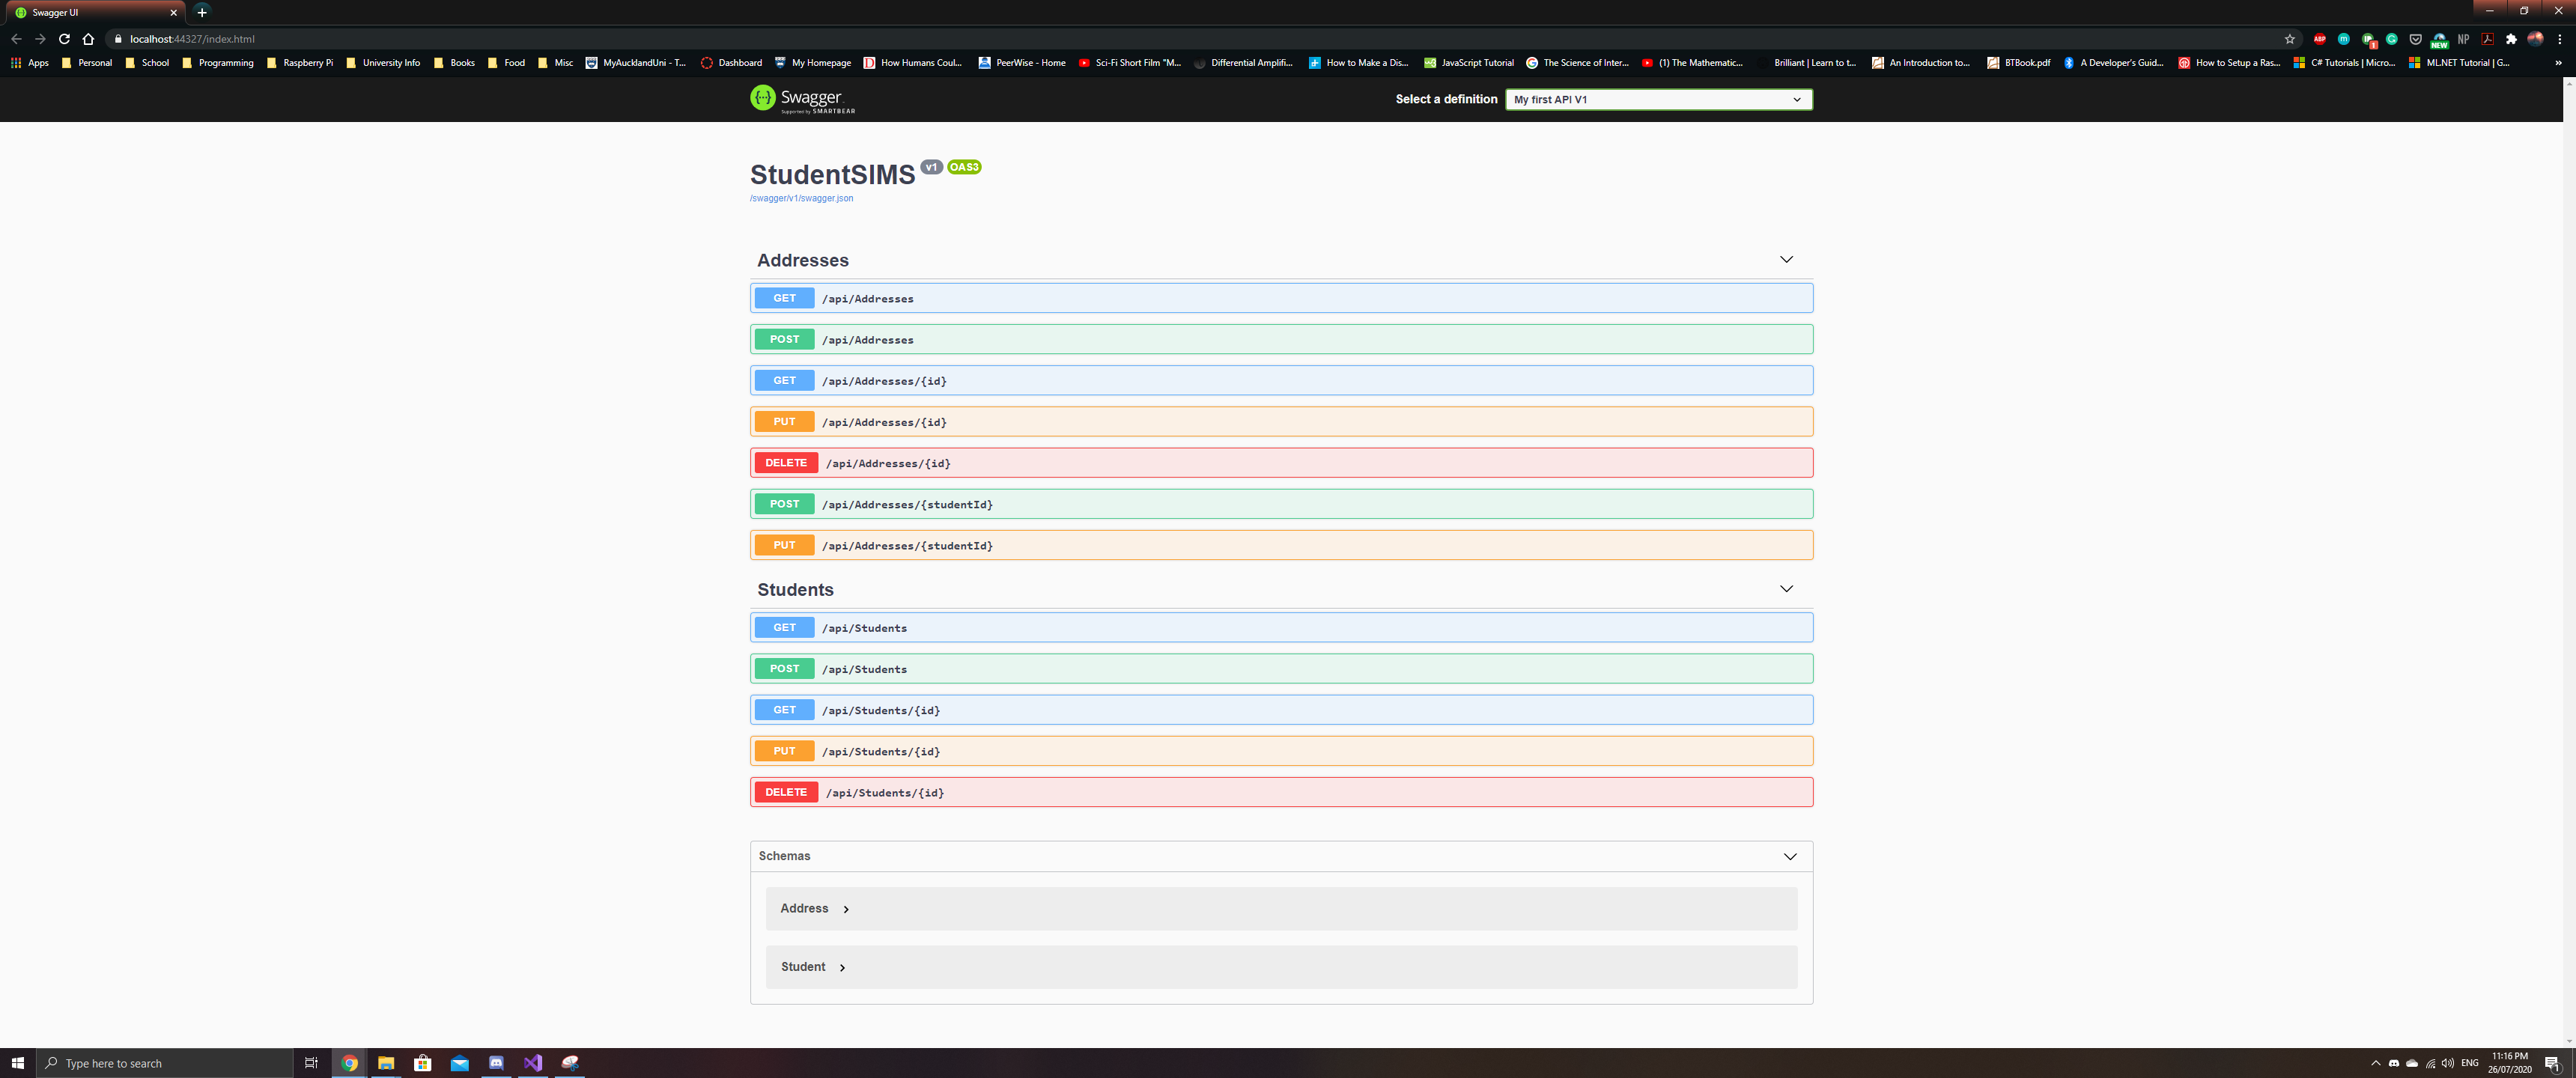 Swagger UI
localhost:44327/index.html
ABP
NEW
NP
Apps Personal School Programming Raspberry Pi University Info Books Food Misc MyAucklandUni - T... Dashboard My Homepage How Humans Coul... PeerWise - Home Sci-Fi Short Film "M... Differential Amplifi... How to Make a Dis... JavaScript Tutorial The Science of Inter... (1) The Mathematic... Brilliant | Learn to t... An Introduction to... BTBook.pdf A Developer's Guid... How to Setup a Ras... C# Tutorials | Micro... ML.NET Tutorial | G... »
Swagger
Supported by SMARTBEAR
Select a definition My first API V1
StudentSIMS v1 OAS3
/swagger/v1/swagger.json
Addresses
GET /api/Addresses
POST /api/Addresses
GET /api/Addresses/{id}
PUT /api/Addresses/{id}
DELETE /api/Addresses/{id}
POST /api/Addresses/{studentId}
PUT /api/Addresses/{studentId}
Students
GET /api/Students
POST /api/Students
GET /api/Students/{id}
PUT /api/Students/{id}
DELETE /api/Students/{id}
Schemas
Address
Student
Type here to search
ENG
11:16 PM
26/07/2020
1